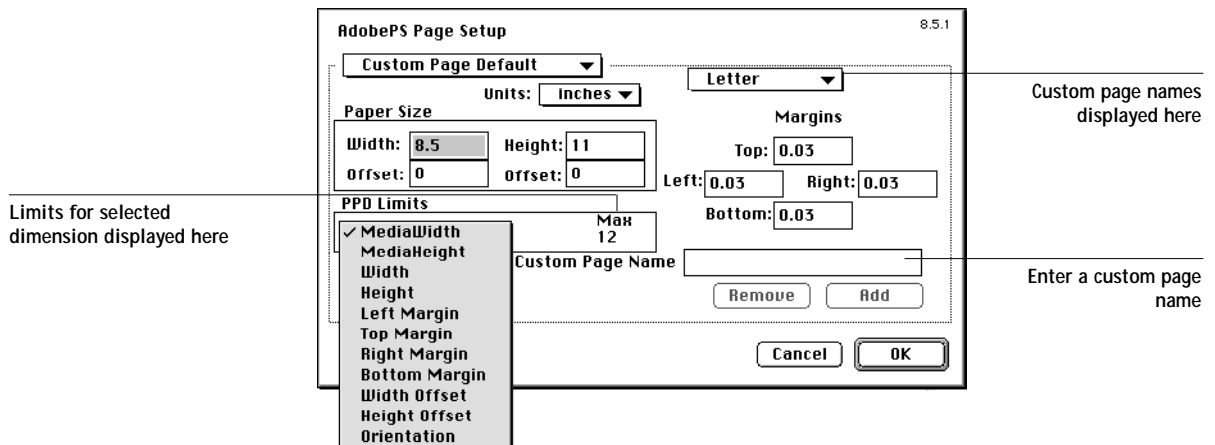 AdobePS Page Setup
8.5.1
Custom Page Default
Letter
Units: inches
Paper Size
Width: 8.5 Height: 11
Offset: 0 Offset: 0
Margins
Top: 0.03
Left: 0.03 Right: 0.03
Bottom: 0.03
PPD Limits
Max
12
✓ MediaWidth
MediaHeight
Width
Height
Left Margin
Top Margin
Right Margin
Bottom Margin
Width Offset
Height Offset
Orientation
Custom Page Name
Remove Add
Cancel OK
Custom page names
displayed here
Limits for selected
dimension displayed here
Enter a custom page
name